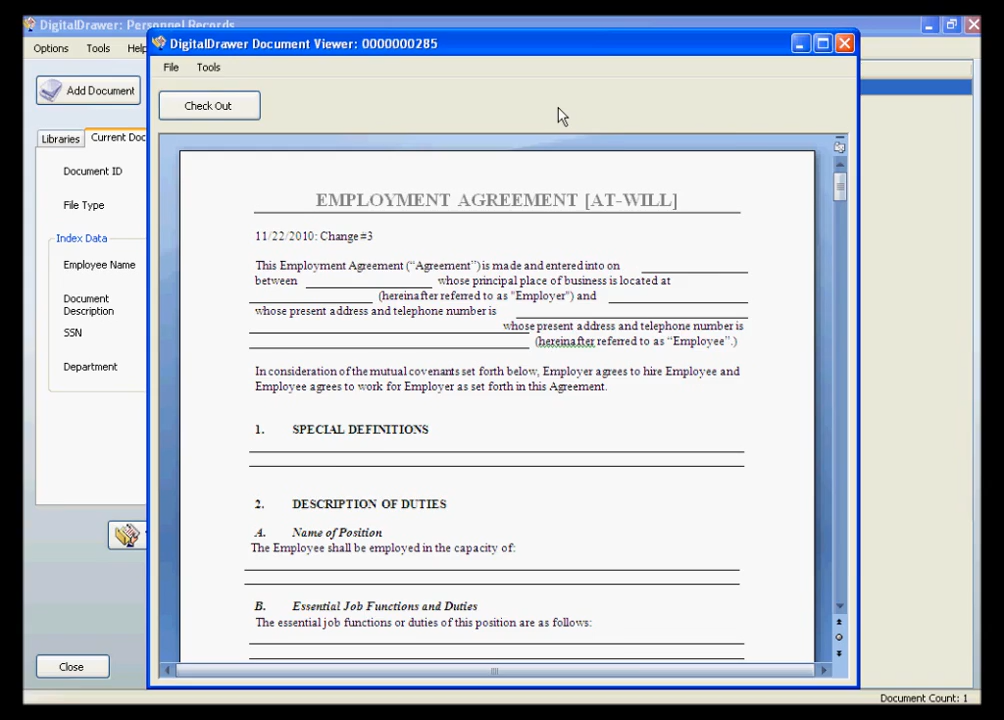 DigitalDrawer: Personnel Records
Options Tools Help
DigitalDrawer Document Viewer: 0000000285
File Tools
Add Document
Check Out
Libraries Current Doc
Document ID
File Type
Index Data
Employee Name
Document
Description
SSN
Department
Close
EMPLOYMENT AGREEMENT [AT-WILL]
11/22/2010: Change #3
This Employment Agreement (“Agreement”) is made and entered into on
between whose principal place of business is located at
(hereinafter referred to as "Employer") and
whose present address and telephone number is
whose present address and telephone number is
(hereinafter referred to as “Employee”.)
In consideration of the mutual covenants set forth below, Employer agrees to hire Employee and
Employee agrees to work for Employer as set forth in this Agreement.
1. SPECIAL DEFINITIONS
2. DESCRIPTION OF DUTIES
A. Name of Position
The Employee shall be employed in the capacity of:
B. Essential Job Functions and Duties
The essential job functions or duties of this position are as follows:
Document Count: 1